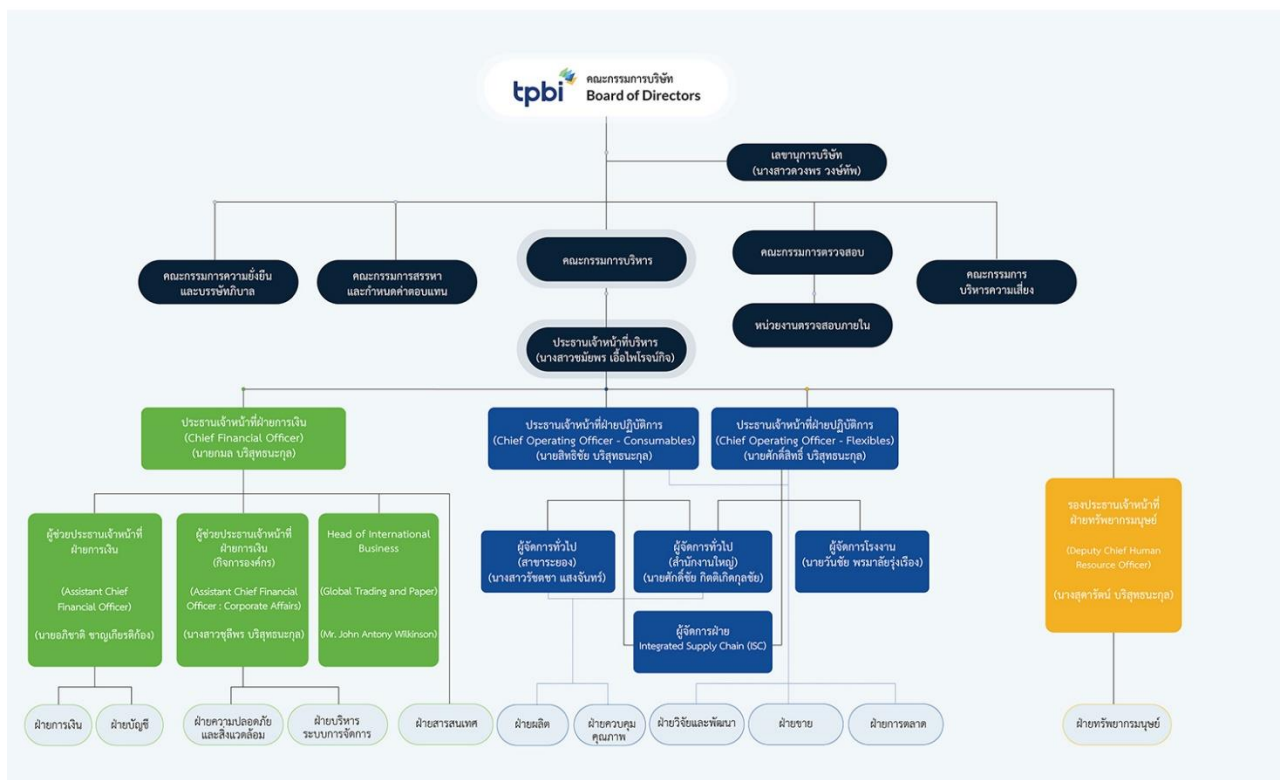 tpbi
คณะกรรมการบริษัท
Board of Directors
เลขานุการบริษัท
(นางสาวดวงพร วงษ์ทัพ)
คณะกรรมการความยั่งยืน
และบรรษัทภิบาล
คณะกรรมการสรรหา
และกำหนดค่าตอบแทน
คณะกรรมการบริหาร
คณะกรรมการตรวจสอบ
คณะกรรมการ
บริหารความเสี่ยง
หน่วยงานตรวจสอบภายใน
ประธานเจ้าหน้าที่บริหาร
(นางสาวชมัยพร เอื้อไพโรจน์กิจ)
ประธานเจ้าหน้าที่ฝ่ายการเงิน
(Chief Financial Officer)
(นายกมล บริสุทธนะกุล)
ประธานเจ้าหน้าที่ฝ่ายปฏิบัติการ
(Chief Operating Officer - Consumables)
(นายสิทธิชัย บริสุทธนะกุล)
ประธานเจ้าหน้าที่ฝ่ายปฏิบัติการ
(Chief Operating Officer - Flexibles)
(นายศักดิ์สิทธิ์ บริสุทธนะกุล)
รองประธานเจ้าหน้าที่
ฝ่ายทรัพยากรมนุษย์
(Deputy Chief Human
Resource Officer)
(นางสุดารัตน์ บริสุทธนะกุล)
ผู้ช่วยประธานเจ้าหน้าที่
ฝ่ายการเงิน
(Assistant Chief
Financial Officer)
(นายอภิชาติ ชาญเกียรติก้อง)
ผู้ช่วยประธานเจ้าหน้าที่
ฝ่ายการเงิน
(กิจการองค์กร)
(Assistant Chief Financial
Officer : Corporate Affairs)
(นางสาวชุลีพร บริสุทธนะกุล)
Head of International
Business
(Global Trading and Paper)
(Mr. John Antony Wilkinson)
ผู้จัดการทั่วไป
(สาขาระยอง)
(นางสาวรัชตชา แสงจันทร์)
ผู้จัดการทั่วไป
(สำนักงานใหญ่)
(นายศักดิ์ชัย กิตติเกิดกุลชัย)
ผู้จัดการโรงงาน
(นายวันชัย พรมาลัยรุ่งเรือง)
ผู้จัดการฝ่าย
Integrated Supply Chain (ISC)
ฝ่ายการเงิน
ฝ่ายบัญชี
ฝ่ายความปลอดภัย
และสิ่งแวดล้อม
ฝ่ายบริหาร
ระบบการจัดการ
ฝ่ายสารสนเทศ
ฝ่ายผลิต
ฝ่ายควบคุม
คุณภาพ
ฝ่ายวิจัยและพัฒนา
ฝ่ายขาย
ฝ่ายการตลาด
ฝ่ายทรัพยากรมนุษย์